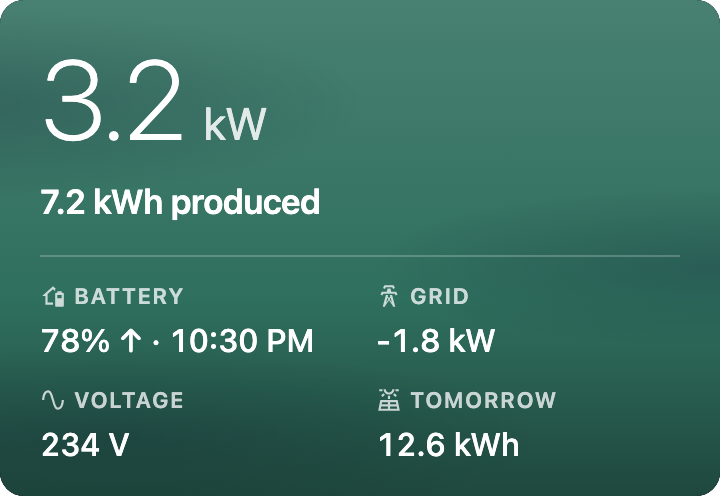 3.2 kW
7.2 kWh produced
BATTERY
78% ↑ · 10:30 PM
GRID
-1.8 kW
VOLTAGE
234 V
TOMORROW
12.6 kWh